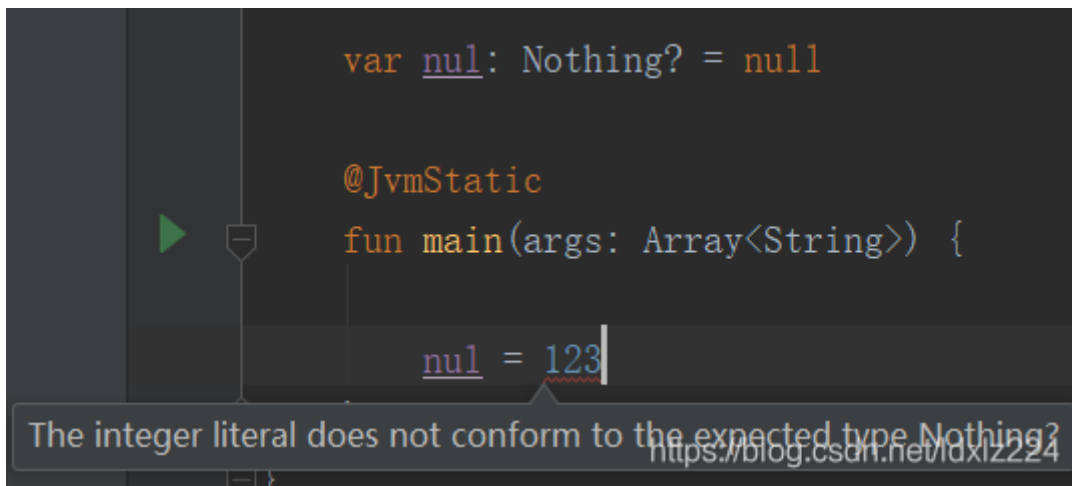 var nul: Nothing? = null
@JvmStatic
fun main(args: Array<String>) {
nul = 123
The integer literal does not conform to the expected type Nothing?
https://blog.csdn.net/ldxlz224
}